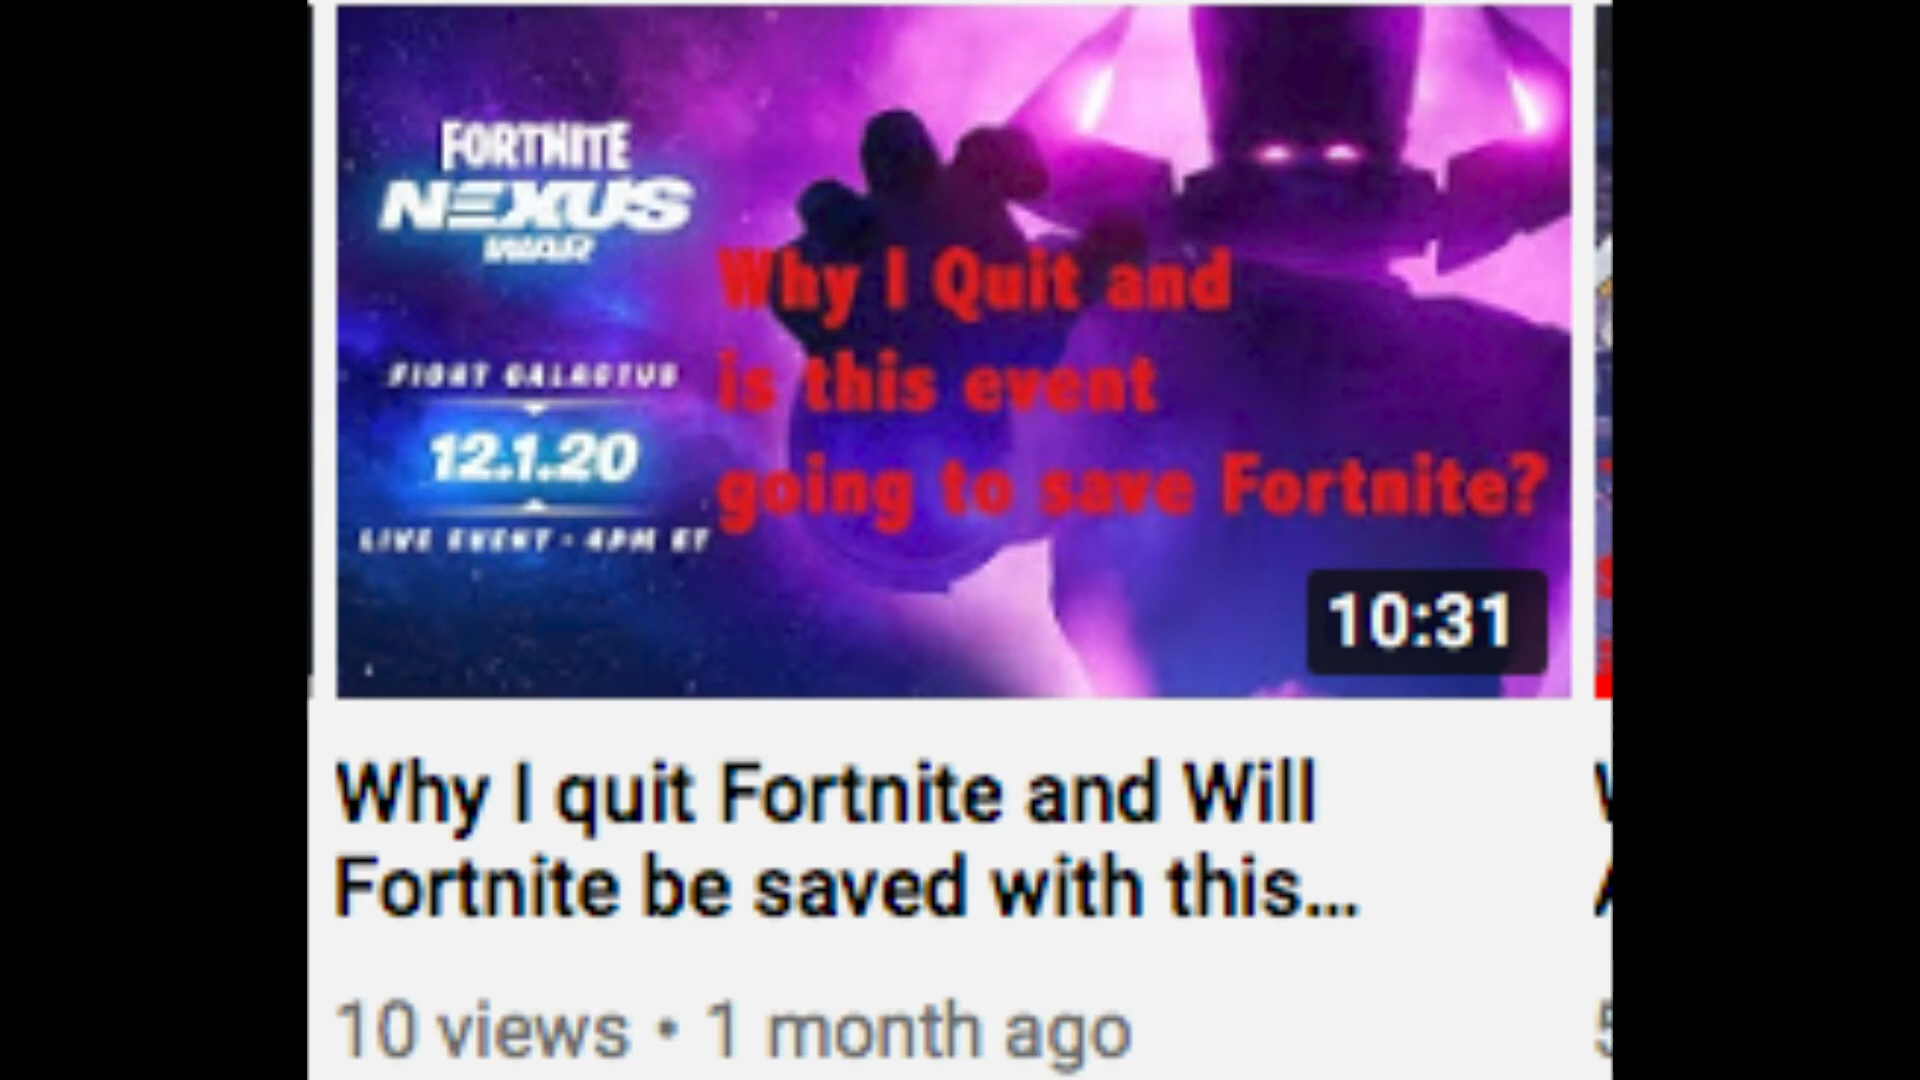 FORTNITE
NEXUS
WAR
FIGHT GALACTUS
12.1.20
LIVE EVENT - 4PM ET
Why I Quit and
is this event
going to save Fortnite?
10:31
Why I quit Fortnite and Will
Fortnite be saved with this...
10 views • 1 month ago